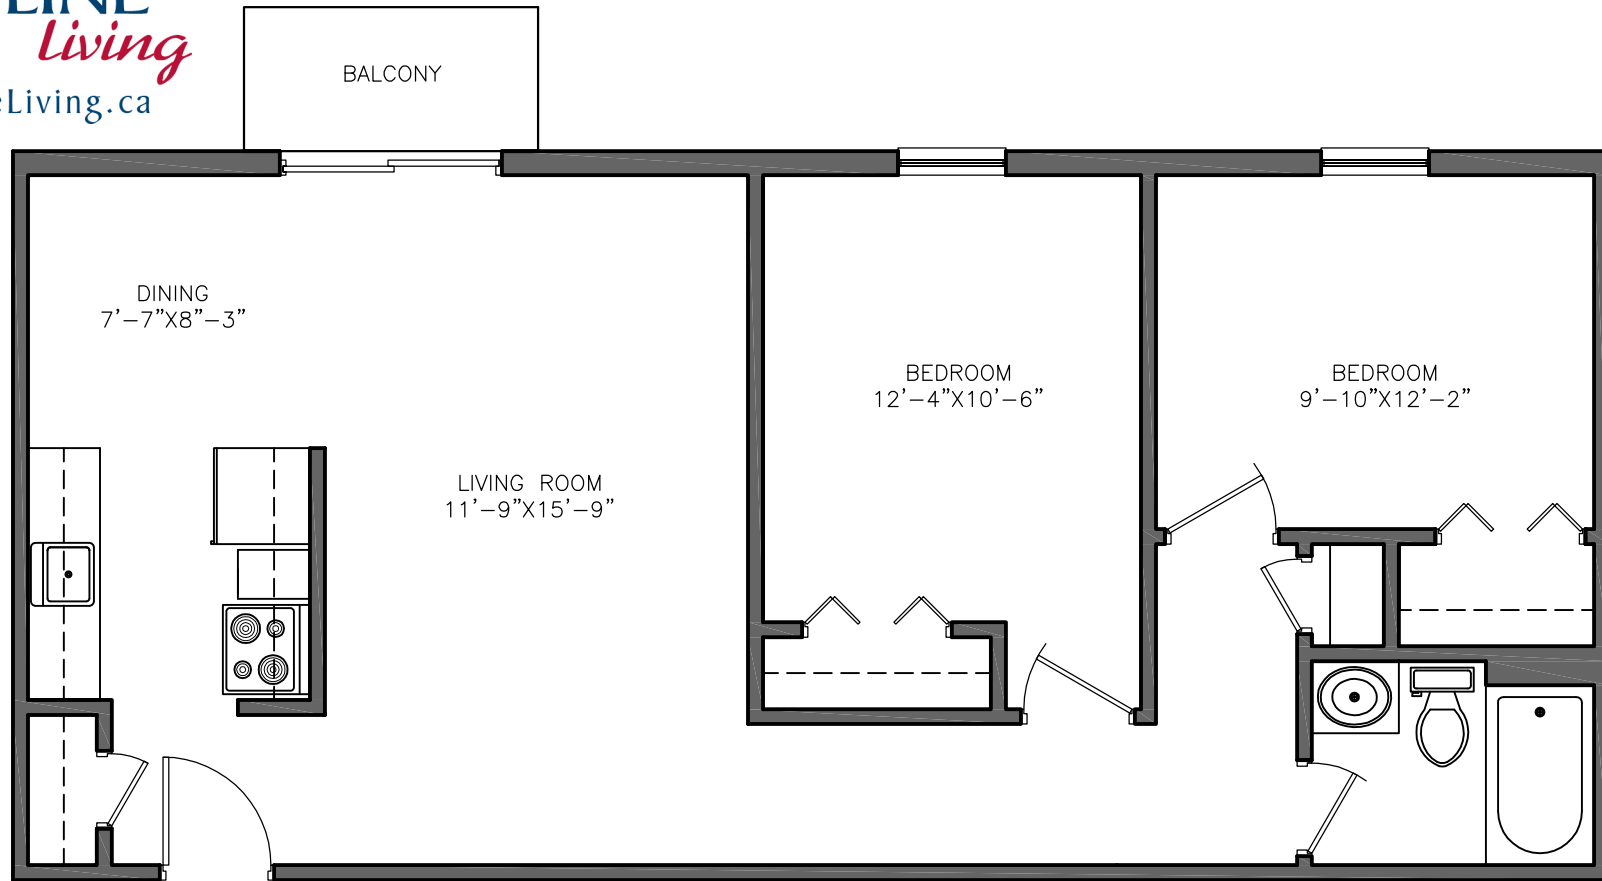 Living
Living.ca
BALCONY
DINING
7'-7"X8"-3"
BEDROOM
12'-4"X10'-6"
BEDROOM
9'-10"X12'-2"
LIVING ROOM
11'-9"X15'-9"